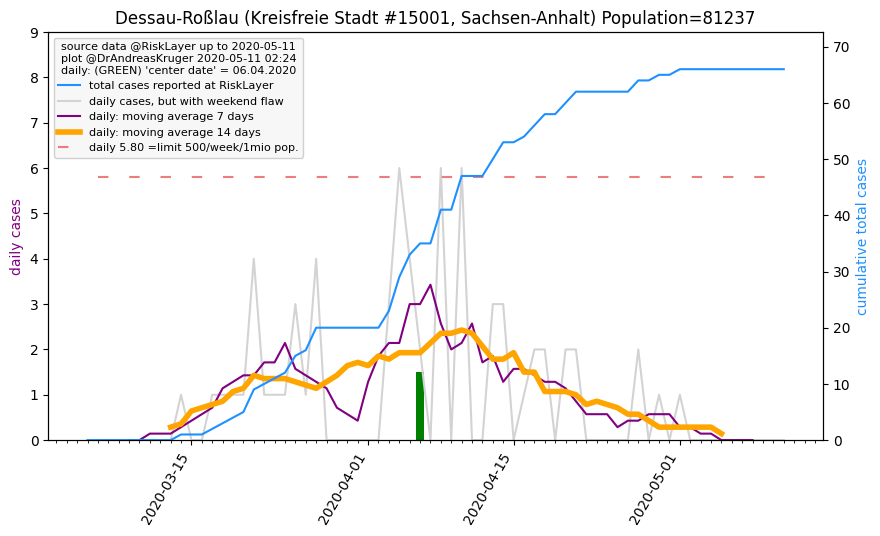 Dessau-Roßlau (Kreisfreie Stadt #15001, Sachsen-Anhalt) Population=81237
source data @RiskLayer up to 2020-05-11
plot @DrAndreasKruger 2020-05-11 02:24
daily: (GREEN) 'center date' = 06.04.2020
total cases reported at RiskLayer
daily cases, but with weekend flaw
daily: moving average 7 days
daily: moving average 14 days
daily 5.80 =limit 500/week/1mio pop.
daily cases
9
8
7
6
5
4
3
2
1
0
70
60
50
40
30
20
10
0
cumulative total cases
2020-03-15
2020-04-01
2020-04-15
2020-05-01